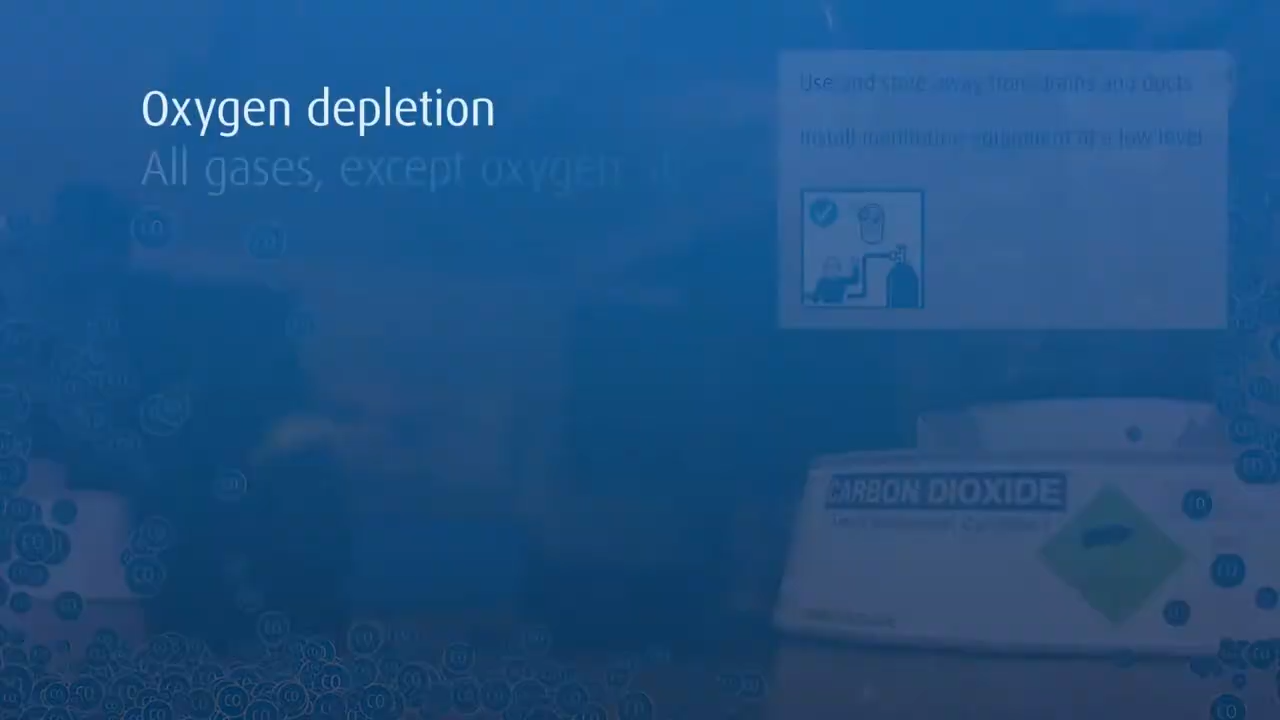 Oxygen depletion
All gases, except oxygen
Use and store away from drains and ducts
Install monitoring equipment at a low level
CARBON DIOXIDE